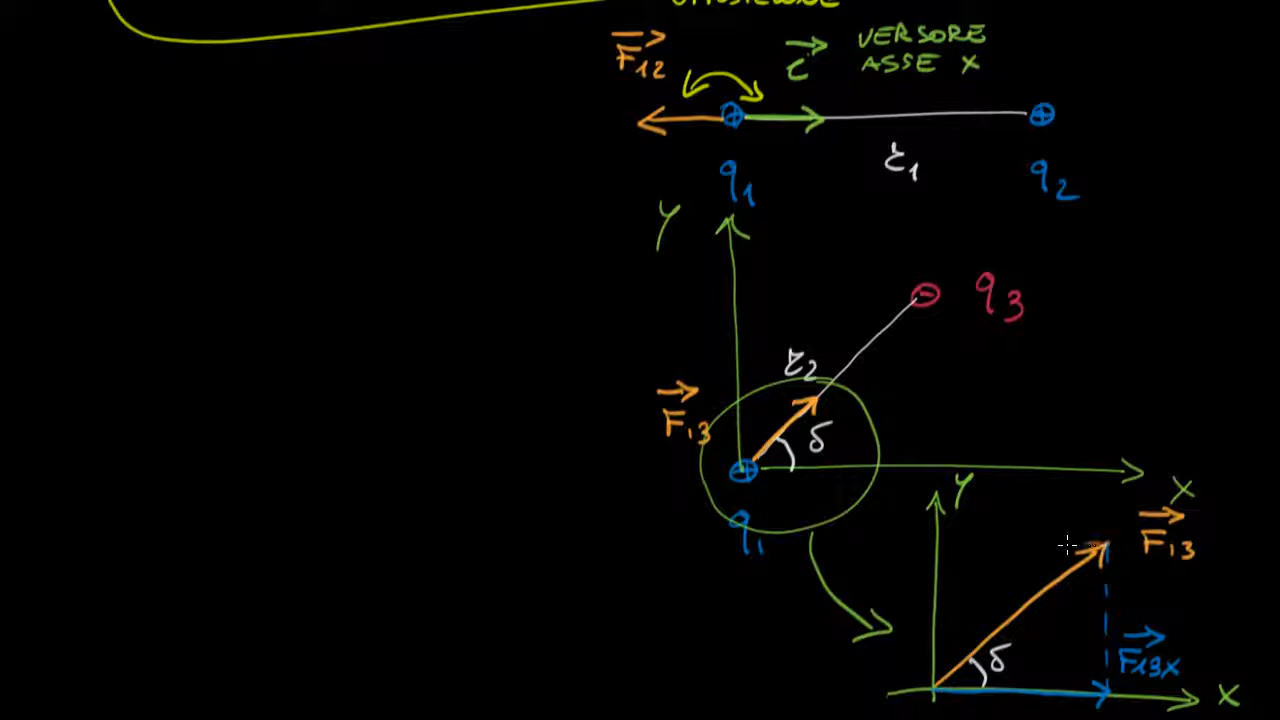 F12 i VERSORE
ASSE X
r1
q1 q2
Y
q3
r2
F13 δ
X
q1
Y
F13
δ F13X
X